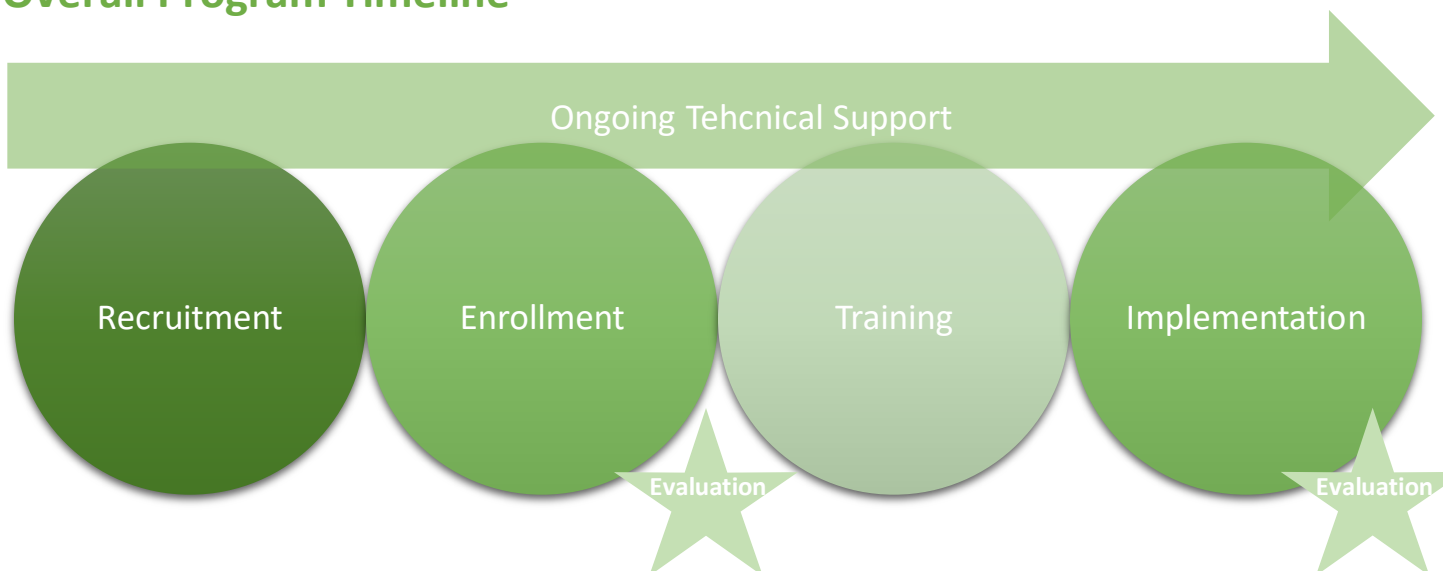 Overall Program Timeline
Ongoing Tehcnical Support
Recruitment
Enrollment
Training
Implementation
Evaluation
Evaluation